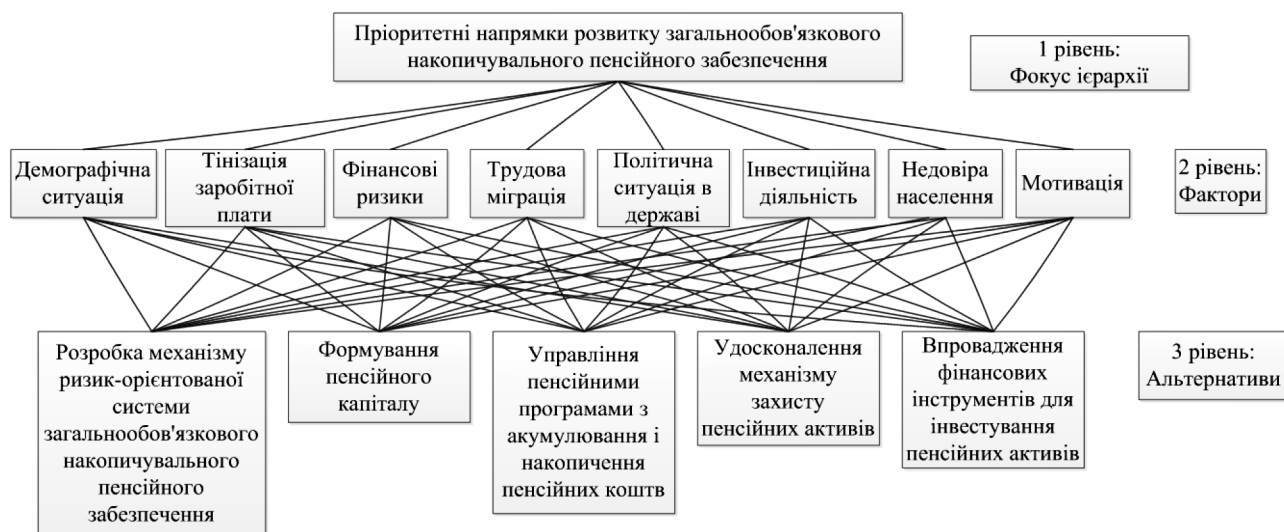 Пріоритетні напрямки розвитку загальнообов'язкового
накопичувального пенсійного забезпечення
1 рівень:
Фокус ієрархії
Демографічна
ситуація
Тінізація
заробітної
плати
Фінансові
ризики
Трудова
міграція
Політична
ситуація в
державі
Інвестиційна
діяльність
Недовіра
населення
Мотивація
2 рівень:
Фактори
Розробка механізму
ризик-орієнтованої
системи
загальнообов'язкового
накопичувального
пенсійного
забезпечення
Формування
пенсійного
капіталу
Управління
пенсійними
програмами з
акумулювання і
накопичення
пенсійних коштв
Удосконалення
механізму
захисту
пенсійних активів
Впровадження
фінансових
інструментів для
інвестування
пенсійних активів
3 рівень:
Альтернативи